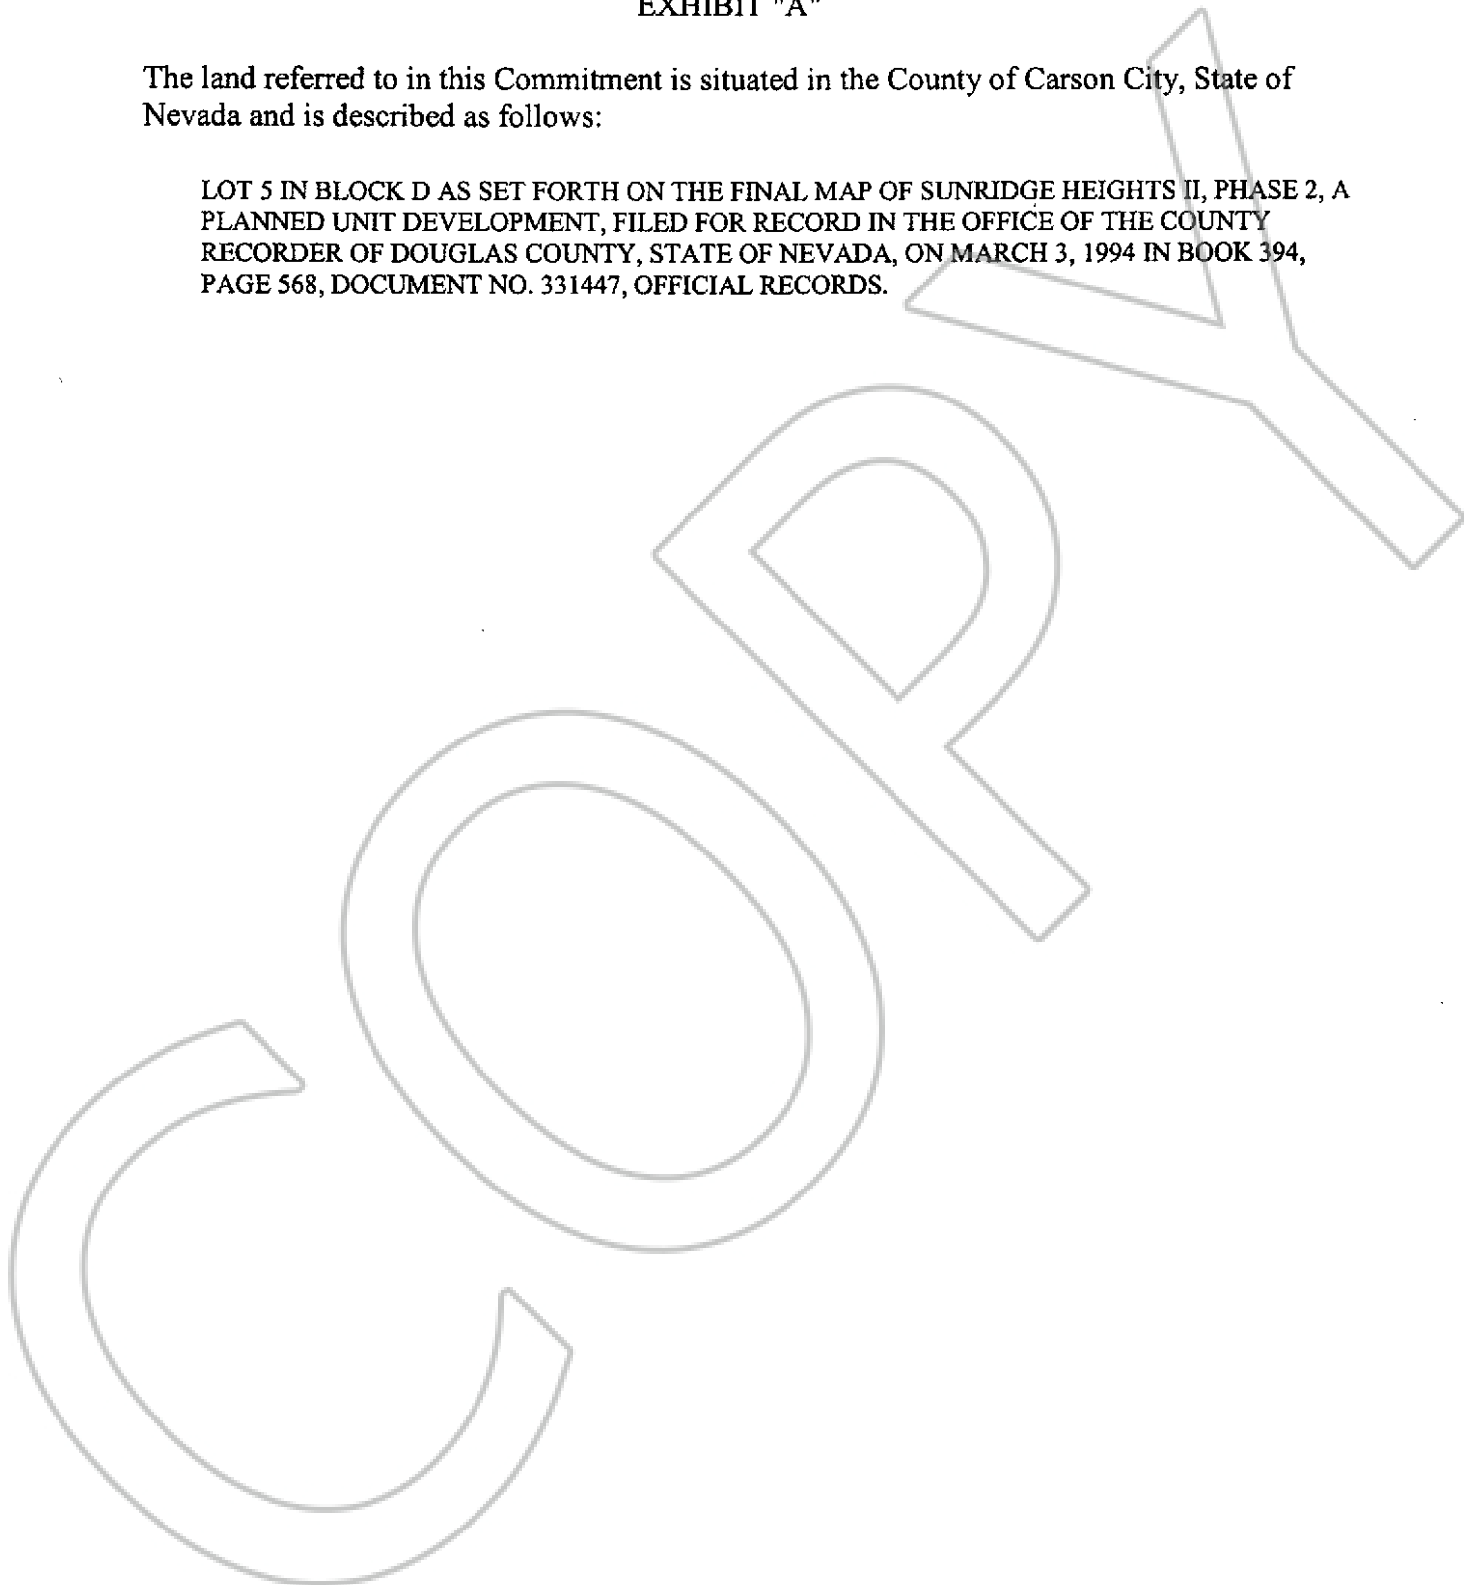 EXHIBIT "A"
The land referred to in this Commitment is situated in the County of Carson City, State of
Nevada and is described as follows:
LOT 5 IN BLOCK D AS SET FORTH ON THE FINAL MAP OF SUNRIDGE HEIGHTS II, PHASE 2, A
PLANNED UNIT DEVELOPMENT, FILED FOR RECORD IN THE OFFICE OF THE COUNTY
RECORDER OF DOUGLAS COUNTY, STATE OF NEVADA, ON MARCH 3, 1994 IN BOOK 394,
PAGE 568, DOCUMENT NO. 331447, OFFICIAL RECORDS.
COPY